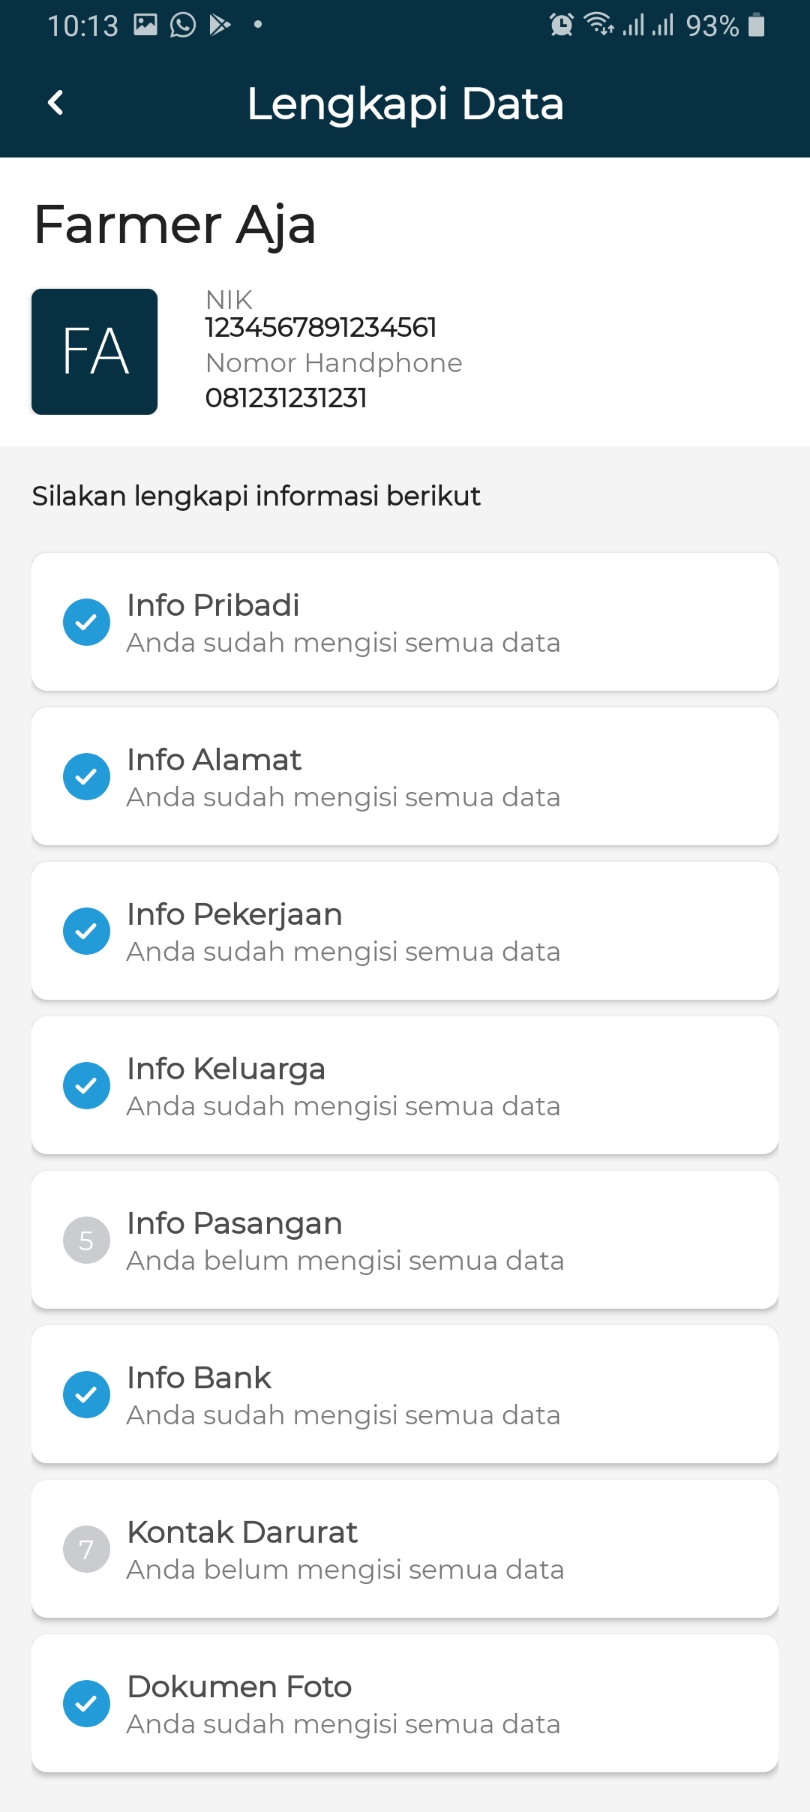 10:13 93%
Lengkapi Data
Farmer Aja
FA
NIK
1234567891234561
Nomor Handphone
081231231231
Silakan lengkapi informasi berikut
Info Pribadi
Anda sudah mengisi semua data
Info Alamat
Anda sudah mengisi semua data
Info Pekerjaan
Anda sudah mengisi semua data
Info Keluarga
Anda sudah mengisi semua data
5
Info Pasangan
Anda belum mengisi semua data
Info Bank
Anda sudah mengisi semua data
7
Kontak Darurat
Anda belum mengisi semua data
Dokumen Foto
Anda sudah mengisi semua data